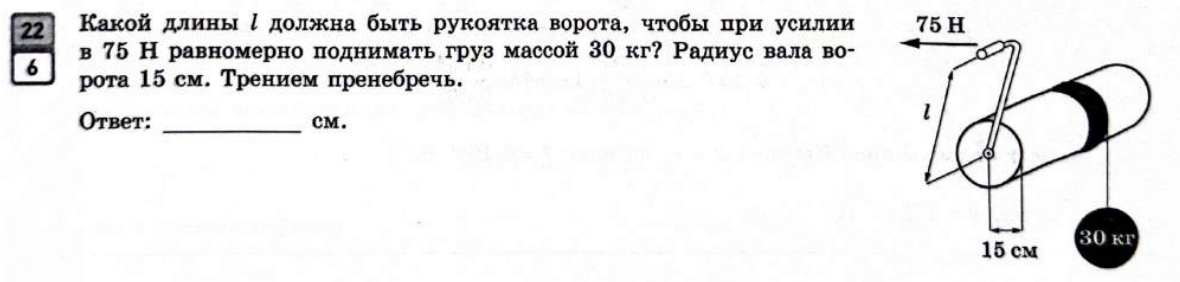 22
6
Какой длины l должна быть рукоятка ворота, чтобы при усилии
в 75 Н равномерно поднимать груз массой 30 кг? Радиус вала во-
рота 15 см. Трением пренебречь.
Ответ: ____________ см.
75 Н
l
15 см
30 кг